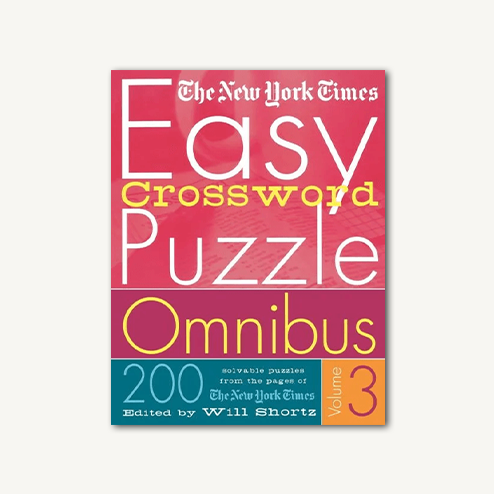 The New York Times
Easy
Crossword
Puzzle
Omnibus
200
solvable puzzles
from the pages of
The New York Times
Edited by Will Shortz
Volume 3